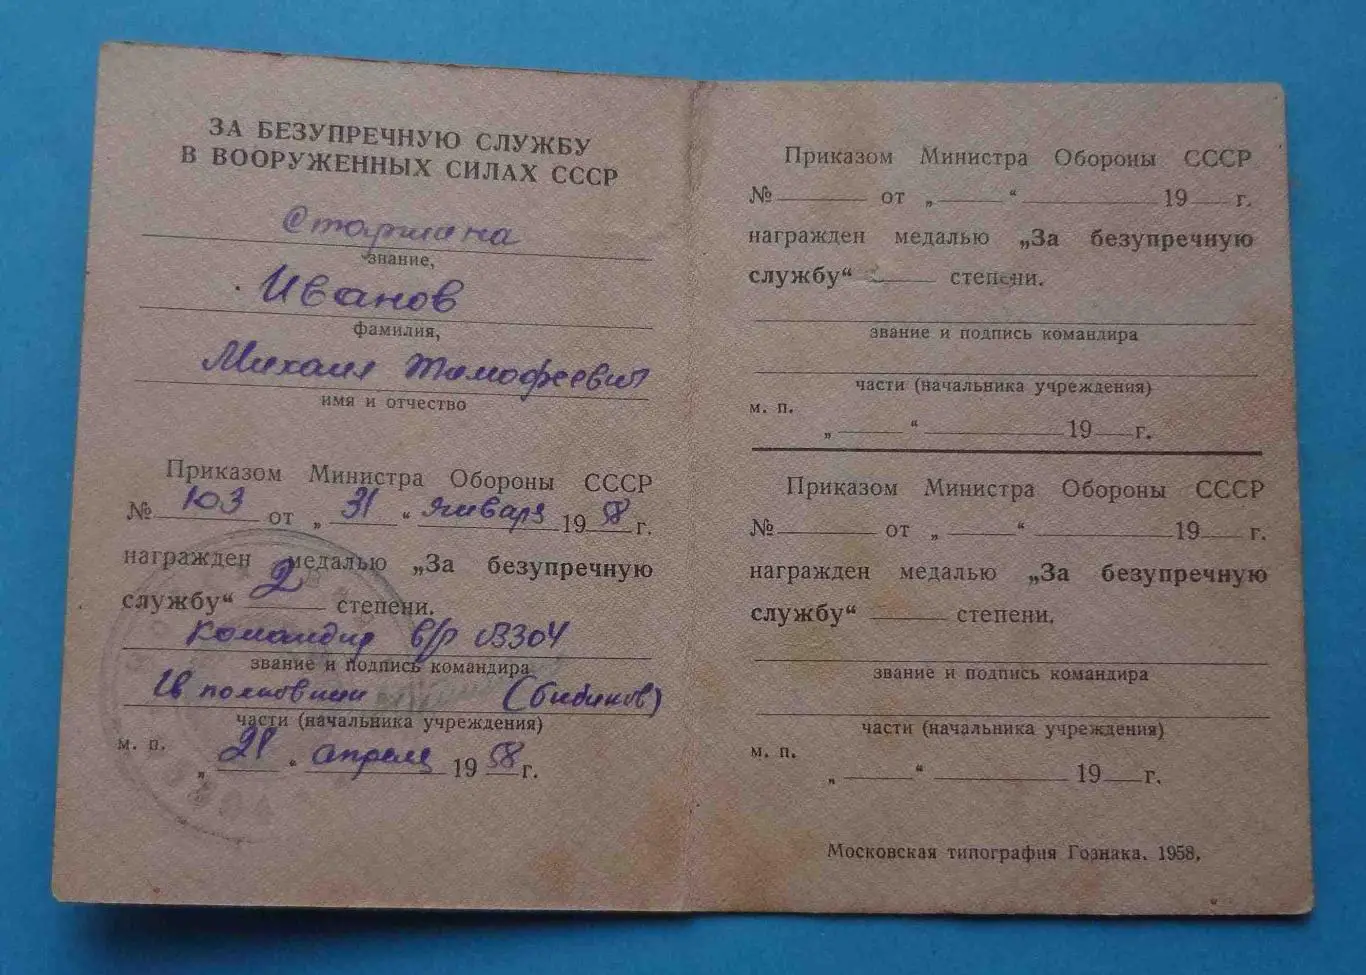 ЗА БЕЗУПРЕЧНУЮ СЛУЖБУ
В ВООРУЖЕННЫХ СИЛАХ СССР
Старшина
звание,
Иванов
фамилия,
Михаил Тимофеевич
имя и отчество
Приказом Министра Обороны СССР
№ 103 от „ 31 “ января 1958 г.
награжден медалью „За безупречную
службу“ 2 степени.
Командир в/ч
звание и подпись командира
полковник (Бибиков)
части (начальника учреждения)
м. п.
„ 21 “ апреля 1958 г.
Приказом Министра Обороны СССР
№ от „ “ 19 г.
награжден медалью „За безупречную
службу“ степени.
звание и подпись командира
части (начальника учреждения)
м. п.
„ “ 19 г.
Приказом Министра Обороны СССР
№ от „ “ 19 г.
награжден медалью „За безупречную
службу“ степени.
звание и подпись командира
части (начальника учреждения)
м. п.
„ “ 19 г.
Московская типография Гознака. 1958.